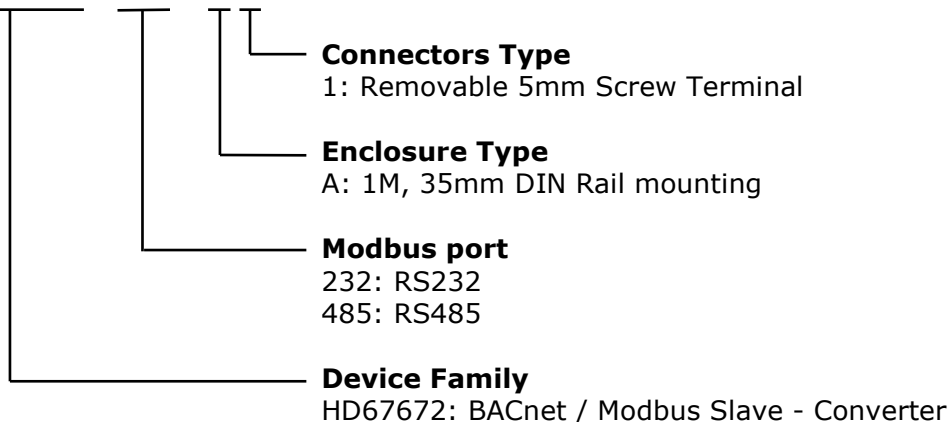 Connectors Type
1: Removable 5mm Screw Terminal
Enclosure Type
A: 1M, 35mm DIN Rail mounting
Modbus port
232: RS232
485: RS485
Device Family
HD67672: BACnet / Modbus Slave - Converter